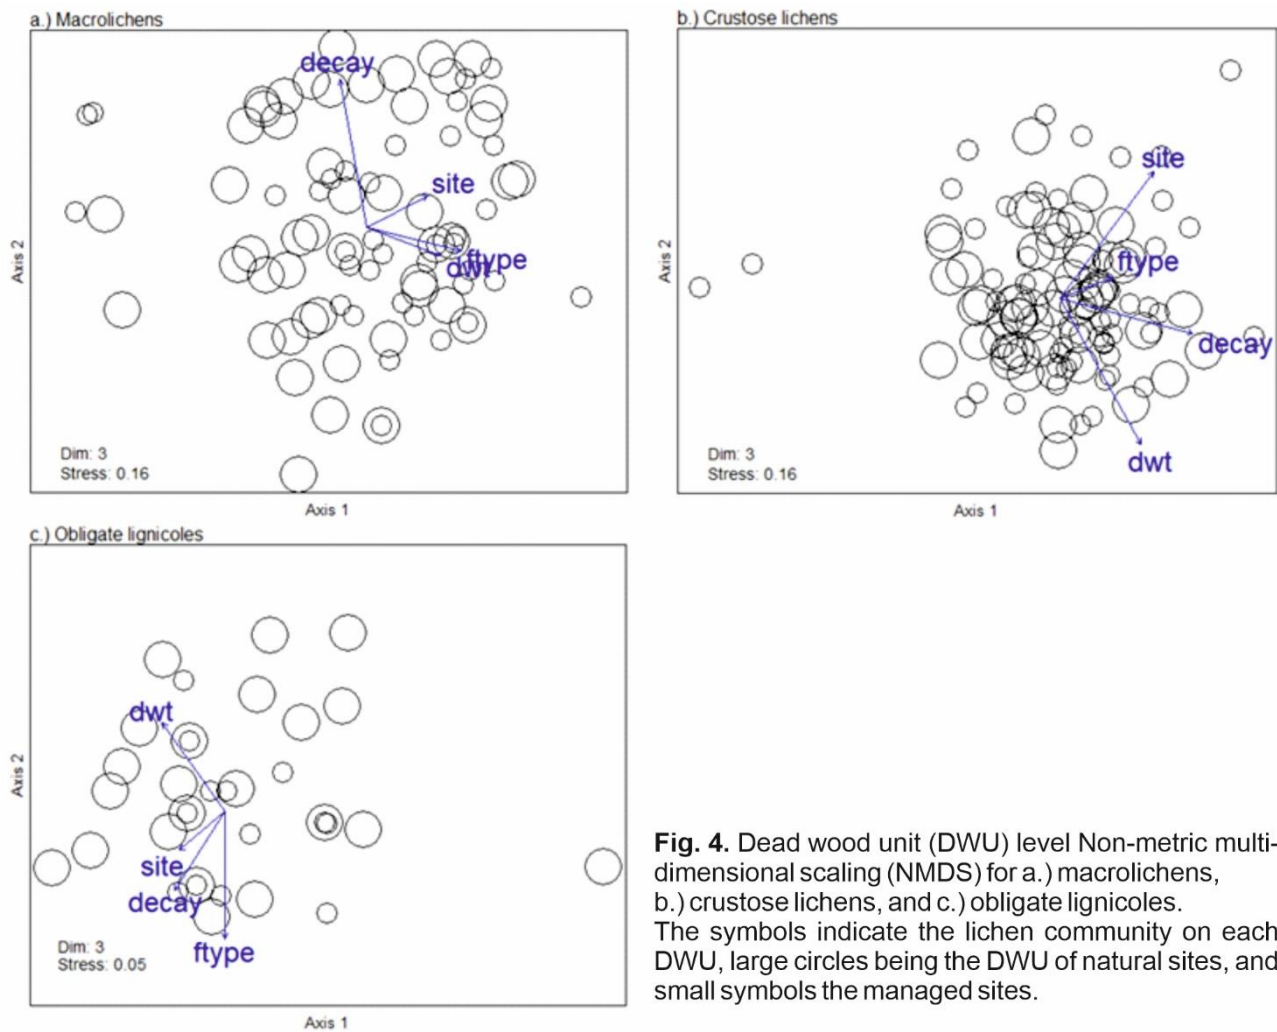 a.) Macrolichens
decay
site
ftype
dwt
Axis 2
Dim: 3
Stress: 0.16
Axis 1
b.) Crustose lichens
site
ftype
decay
dwt
Axis 2
Dim: 3
Stress: 0.16
Axis 1
c.) Obligate lignicoles
dwt
site
decay
ftype
Axis 2
Dim: 3
Stress: 0.05
Axis 1
Fig. 4. Dead wood unit (DWU) level Non-metric multi-
dimensional scaling (NMDS) for a.) macrolichens,
b.) crustose lichens, and c.) obligate lignicoles.
The symbols indicate the lichen community on each
DWU, large circles being the DWU of natural sites, and
small symbols the managed sites.